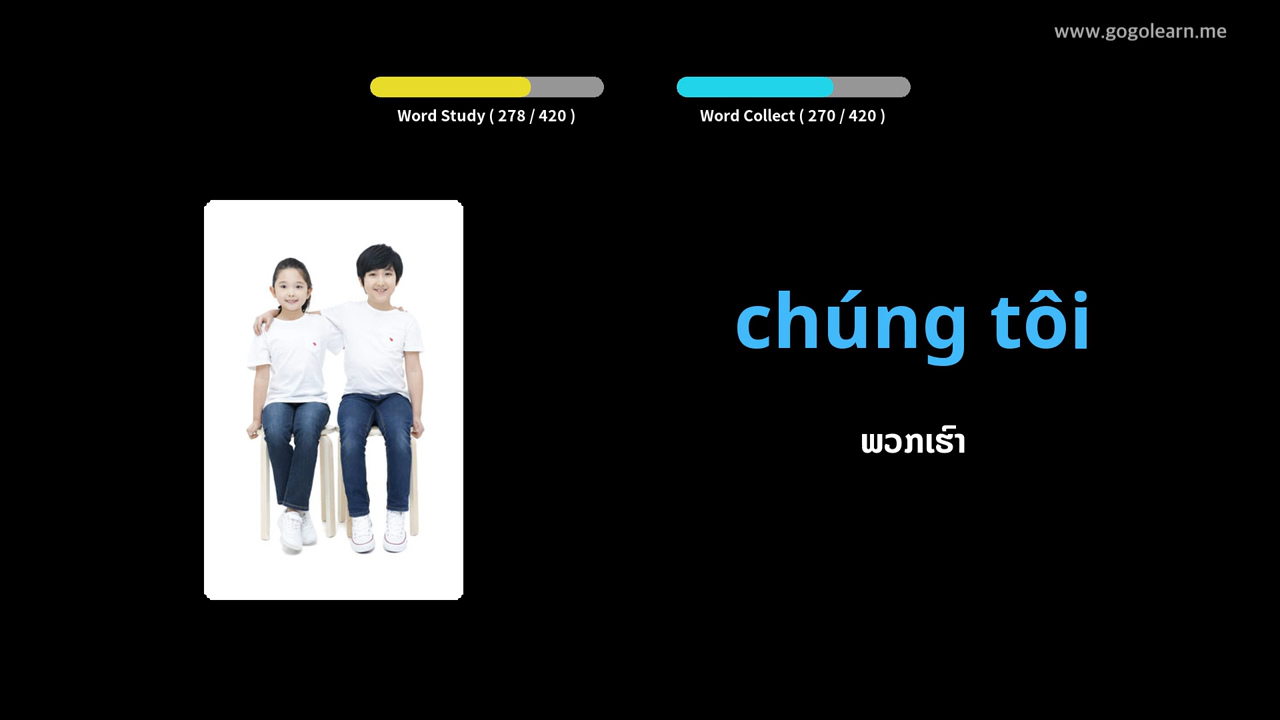 www.gogolearn.me
Word Study ( 278 / 420 )
Word Collect ( 270 / 420 )
chúng tôi
ພວກເຮົາ